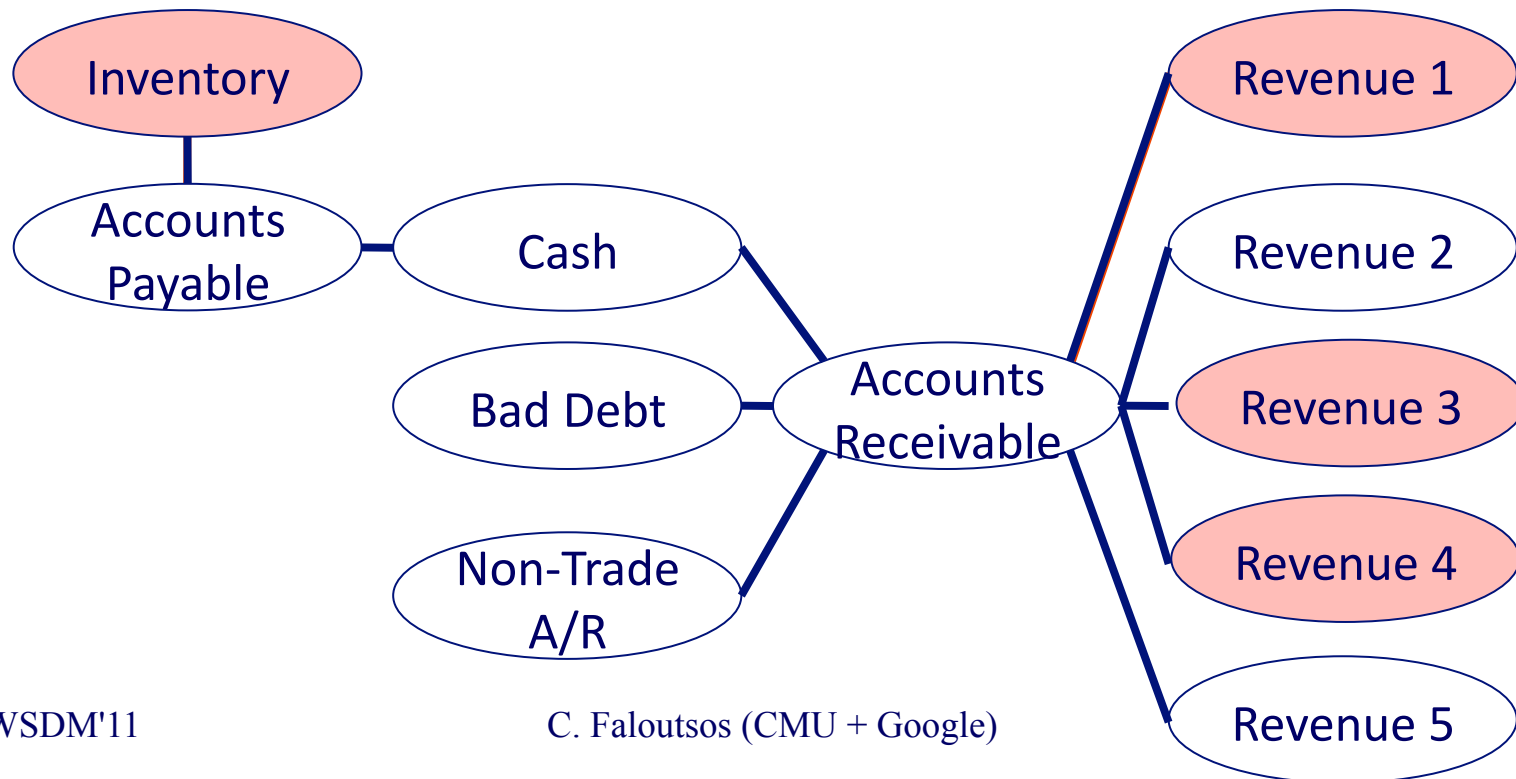 Inventory
Revenue 1
Accounts
Payable
Cash
Revenue 2
Bad Debt
Accounts
Receivable
Revenue 3
Non-Trade
A/R
Revenue 4
Revenue 5
WSDM'11
C. Faloutsos (CMU + Google)